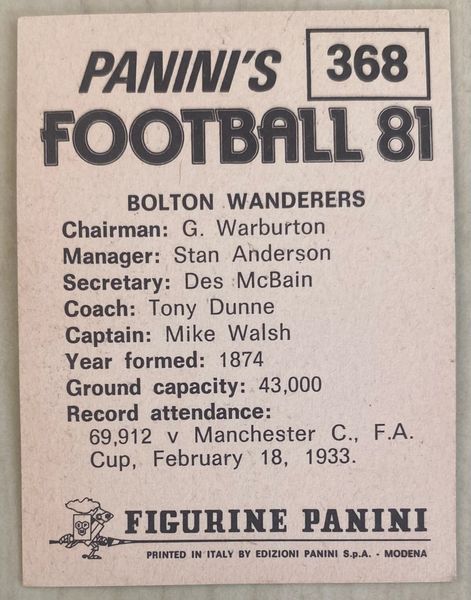 PANINI'S
368
FOOTBALL 81
BOLTON WANDERERS
Chairman: G. Warburton
Manager: Stan Anderson
Secretary: Des McBain
Coach: Tony Dunne
Captain: Mike Walsh
Year formed: 1874
Ground capacity: 43,000
Record attendance:
69,912 v Manchester C., F.A.
Cup, February 18, 1933.
FIGURINE PANINI
PRINTED IN ITALY BY EDIZIONI PANINI S.p.A. - MODENA